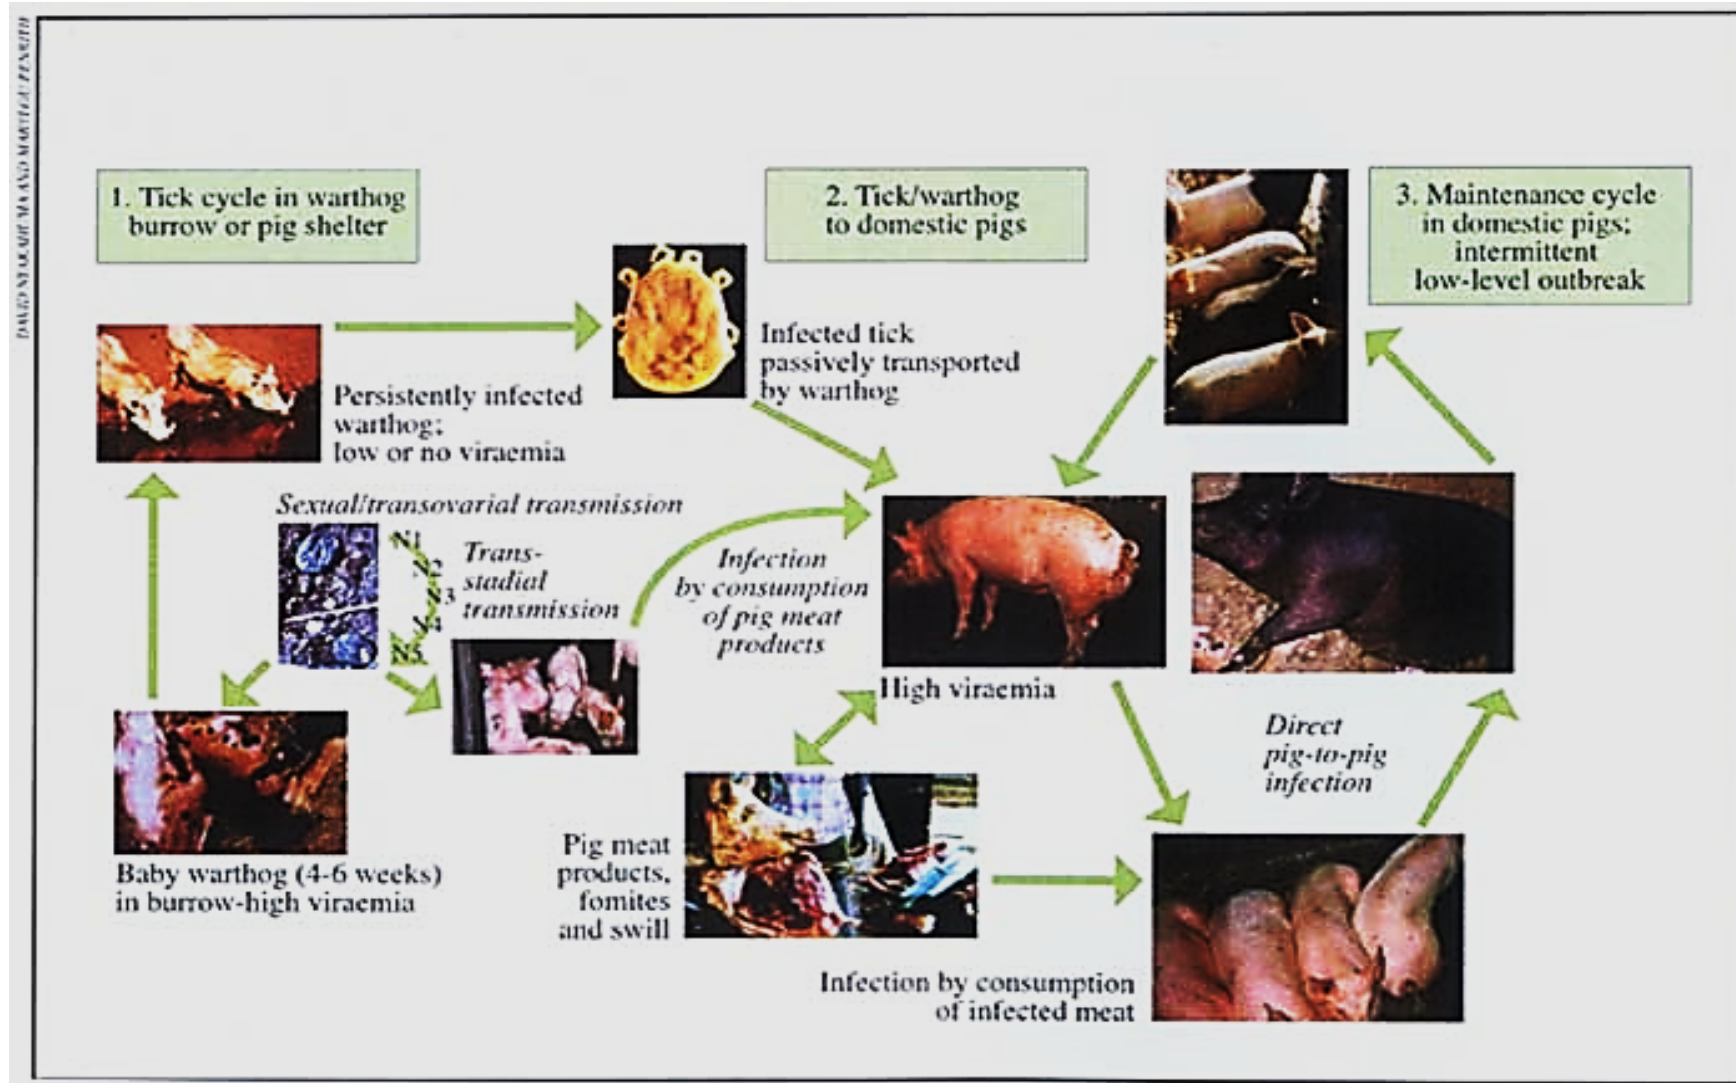 1. Tick cycle in warthog
burrow or pig shelter
2. Tick/warthog
to domestic pigs
3. Maintenance cycle
in domestic pigs;
intermittent
low-level outbreak
Infected tick
passively transported
by warthog
Persistently infected
warthog;
low or no viraemia
Sexual/transovarial transmission
N1
3
N5
Trans-
stadial
transmission
Infection
by consumption
of pig meat
products
High viraemia
Direct
pig-to-pig
infection
Baby warthog (4-6 weeks)
in burrow-high viraemia
Pig meat
products,
fomites
and swill
Infection by consumption
of infected meat